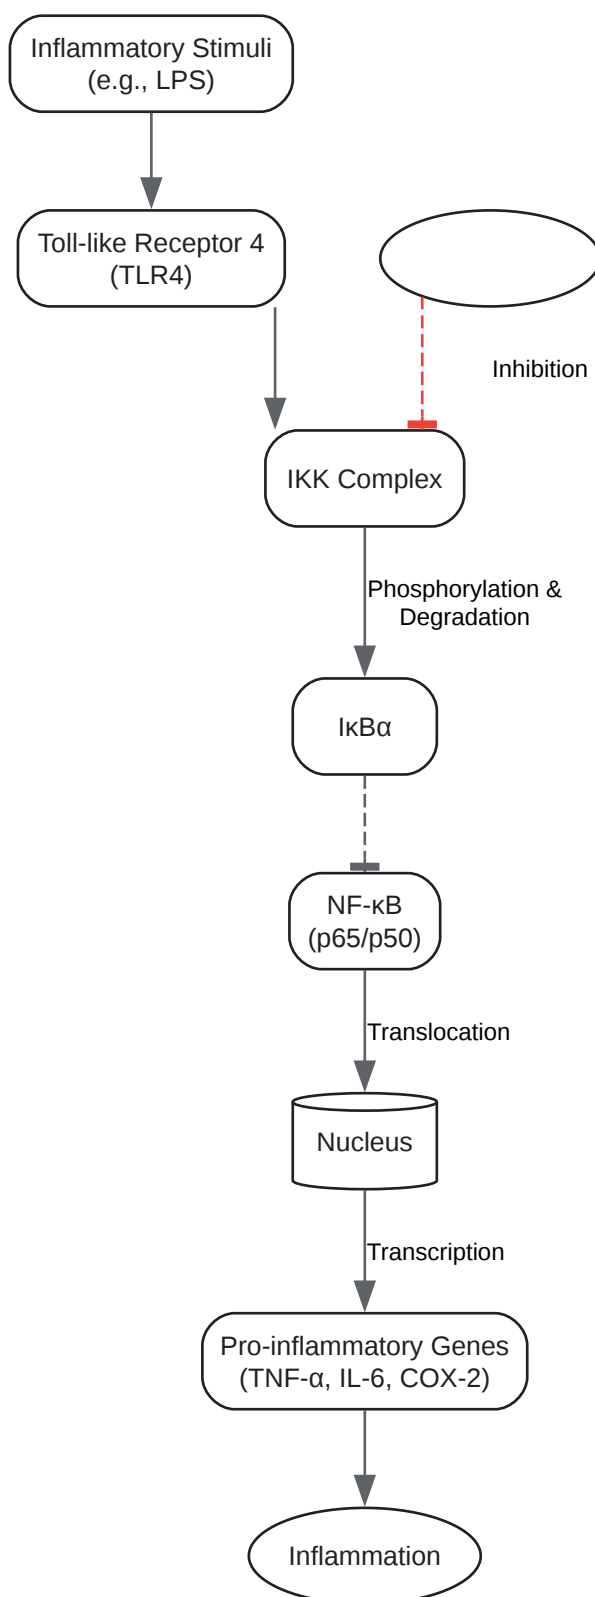 Inflammatory Stimuli
(e.g., LPS)
Toll-like Receptor 4
(TLR4)
Inhibition
IKK Complex
Phosphorylation &
Degradation
IκBα
NF-κB
(p65/p50)
Translocation
Nucleus
Transcription
Pro-inflammatory Genes
(TNF-α, IL-6, COX-2)
Inflammation